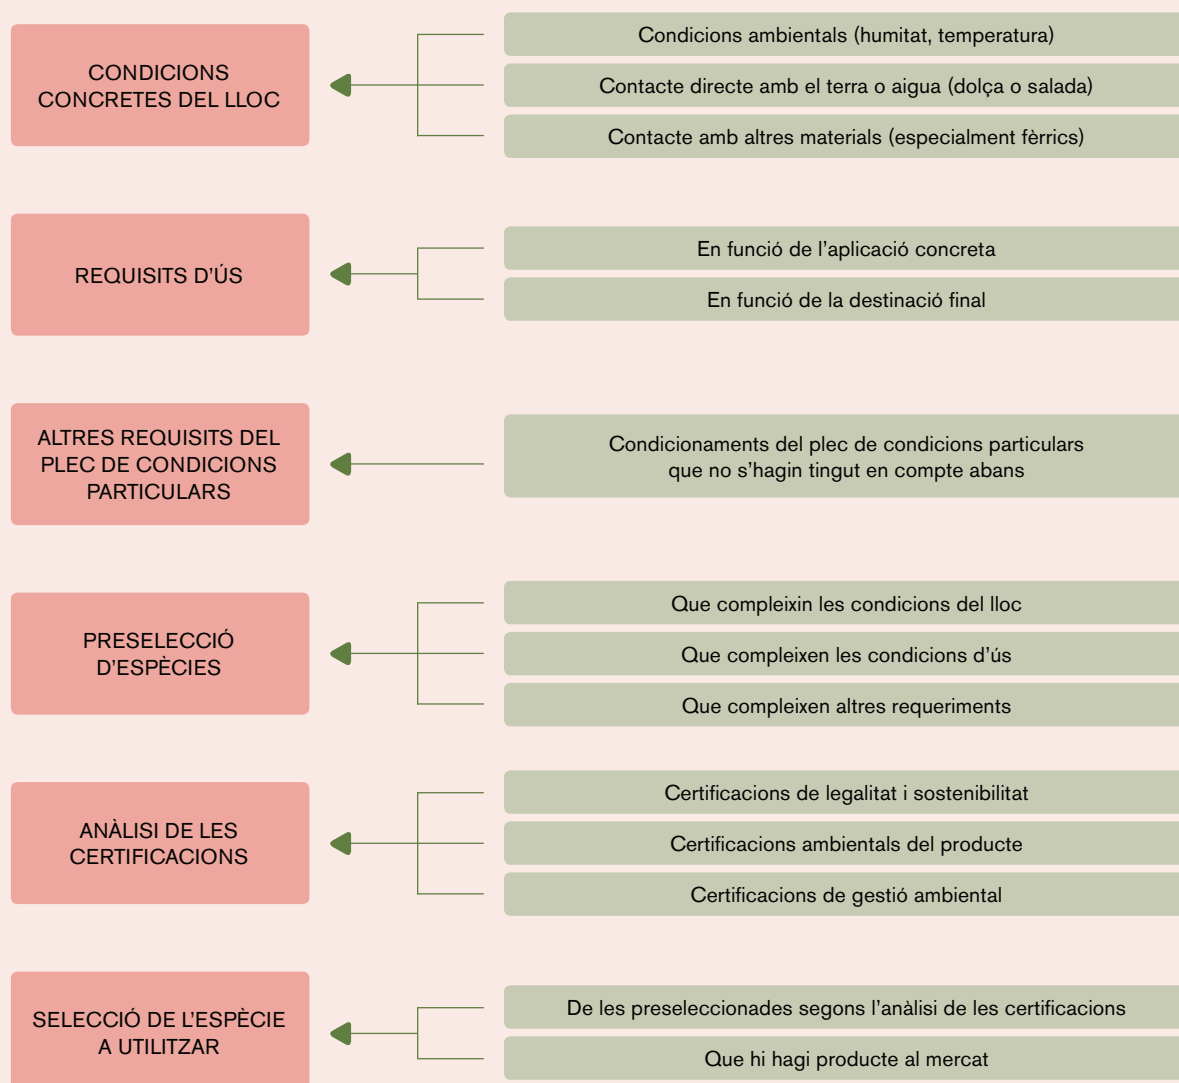 CONDICIONS
CONCRETES DEL LLOC
Condicions ambientals (humitat, temperatura)
Contacte directe amb el terra o aigua (dolça o salada)
Contacte amb altres materials (especialment fèrrics)
REQUISITS D'ÚS
En funció de l'aplicació concreta
En funció de la destinació final
ALTRES REQUISITS DEL
PLEC DE CONDICIONS
PARTICULARS
Condicionaments del plec de condicions particulars
que no s'hagin tingut en compte abans
PRESELECCIÓ
D'ESPÈCIES
Que compleixin les condicions del lloc
Que compleixen les condicions d'ús
Que compleixen altres requeriments
ANÀLISI DE LES
CERTIFICACIONS
Certificacions de legalitat i sostenibilitat
Certificacions ambientals del producte
Certificacions de gestió ambiental
SELECCIÓ DE L'ESPÈCIE
A UTILITZAR
De les preseleccionades segons l'anàlisi de les certificacions
Que hi hagi producte al mercat